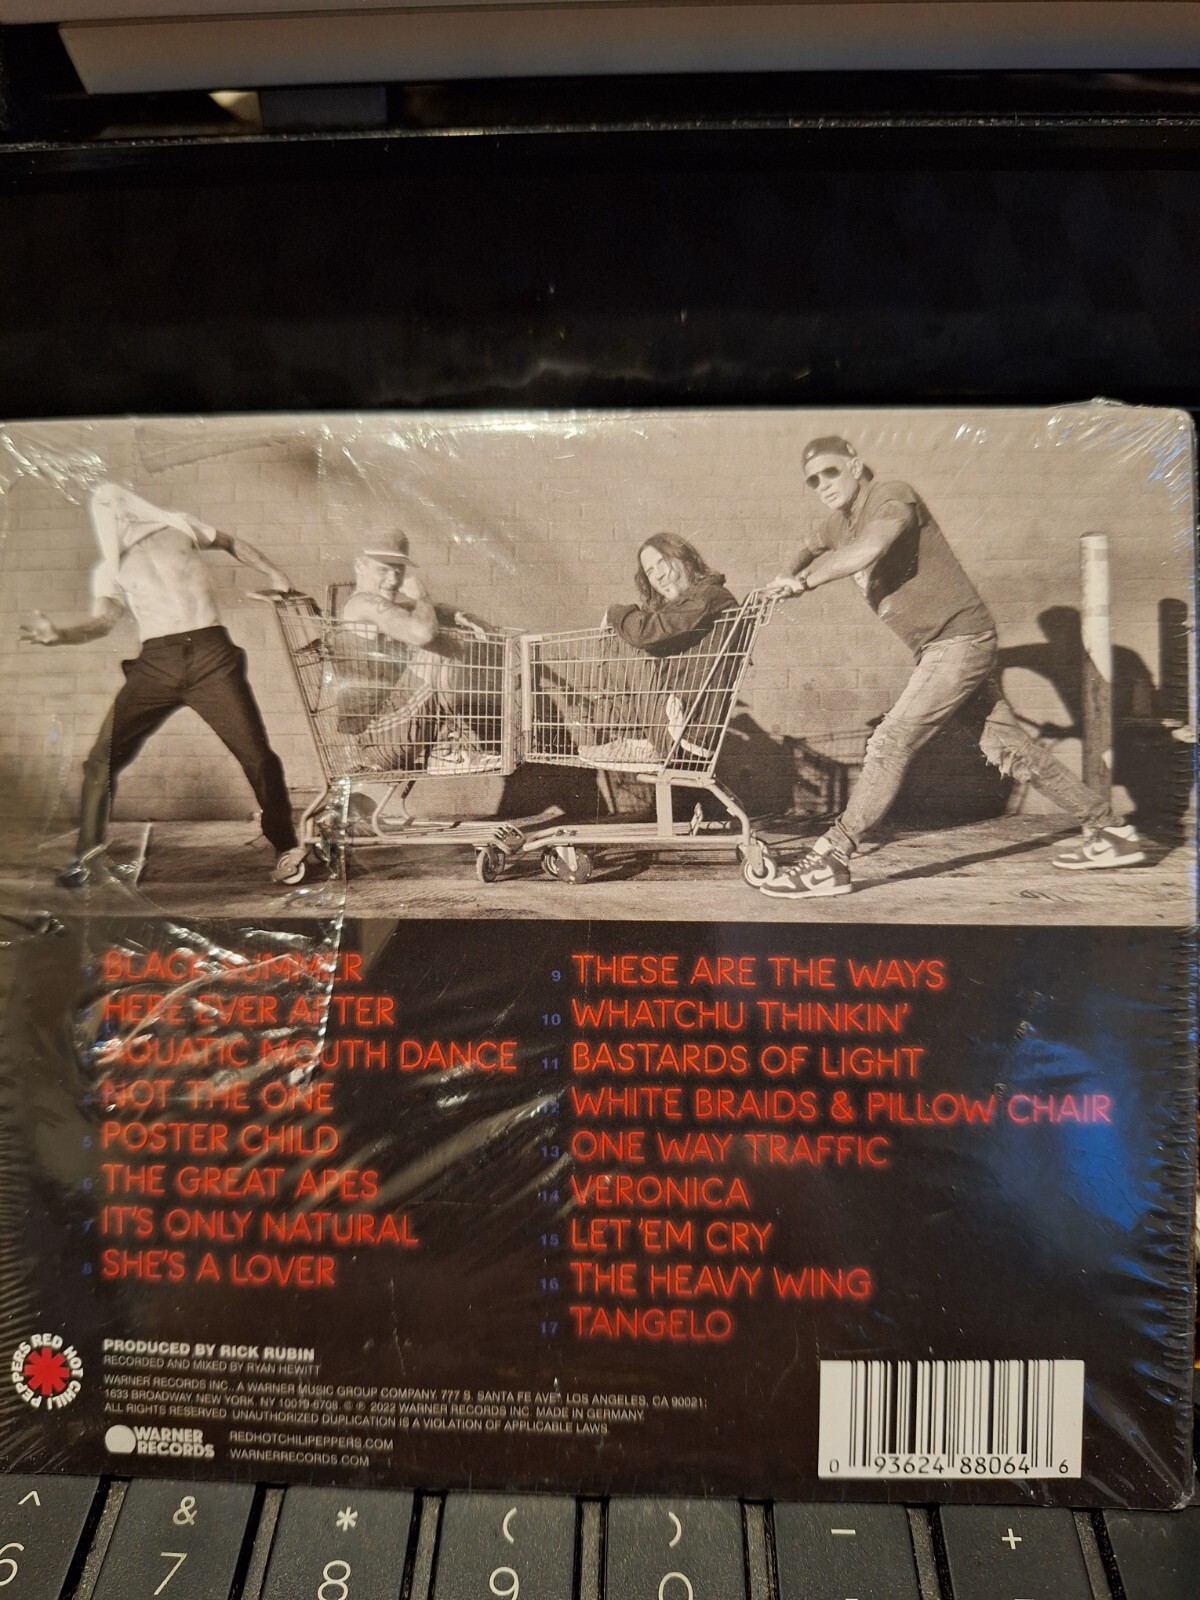 1 BLACK SUMMER
2 HERE EVER AFTER
3 AQUATIC MOUTH DANCE
4 NOT THE ONE
5 POSTER CHILD
6 THE GREAT APES
7 IT'S ONLY NATURAL
8 SHE'S A LOVER
9 THESE ARE THE WAYS
10 WHATCHU THINKIN'
11 BASTARDS OF LIGHT
12 WHITE BRAIDS & PILLOW CHAIR
13 ONE WAY TRAFFIC
14 VERONICA
15 LET 'EM CRY
16 THE HEAVY WING
17 TANGELO
RED HOT CHILI PEPPERS
PRODUCED BY RICK RUBIN
RECORDED AND MIXED BY RYAN HEWITT
WARNER RECORDS INC., A WARNER MUSIC GROUP COMPANY. 777 S. SANTA FE AVE., LOS ANGELES, CA 90021;
1633 BROADWAY, NEW YORK, NY 10019-6708. © ℗ 2022 WARNER RECORDS INC. MADE IN GERMANY.
ALL RIGHTS RESERVED. UNAUTHORIZED DUPLICATION IS A VIOLATION OF APPLICABLE LAWS.
WARNER
RECORDS
REDHOTCHILIPEPPERS.COM
WARNERRECORDS.COM
0 93624 88064 6
^ & * ( ) − +
6 7 8 9 0